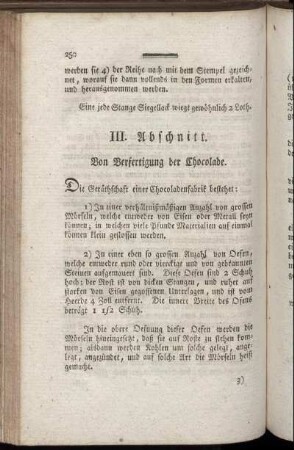 250
werden sie 4) der Reihe nach mit dem Stempel gezeich-
net, worauf sie dann vollends in den Formen erkalten,
und herausgenommen werden.
Eine jede Stange Siegellack wiegt gewöhnlich 2 Loth.
III. Abschnitt.
Von Verfertigung der Chocolade.
Die Geräthschaft einer Chocoladenfabrik bestehet:
1) In einer verhältnißmäßigen Anzahl von grossen
Mörseln, welche entweder von Eisen oder Metall seyn
können, in welchen viele Pfunde Materialien auf ein-
mal klein gestossen werden.
2) In einer eben so grossen Anzahl von Oefen,
welche entweder rund oder viereckig und von gebrannten
Steinen aufgemauert sind. Diese Oefen sind 2 Schuh
hoch; der Rost ist von dicken Stangen, und ruhet auf
zwey starken von Eisen gegossenen Unterlagen, und ist vom
Heerde 4 Zoll entfernt. Die innere Breite des Ofens
beträgt 1 1/2 Schuh.
In die obere Oefnung dieser Oefen werden die
Mörseln hineingesetzt, daß sie auf Roste zu stehen kom-
men; alsdann werden Kohlen auf solche gelegt, ange-
legt, angezündet, und auf solche Art die Mörseln heiß
gemacht.
3)